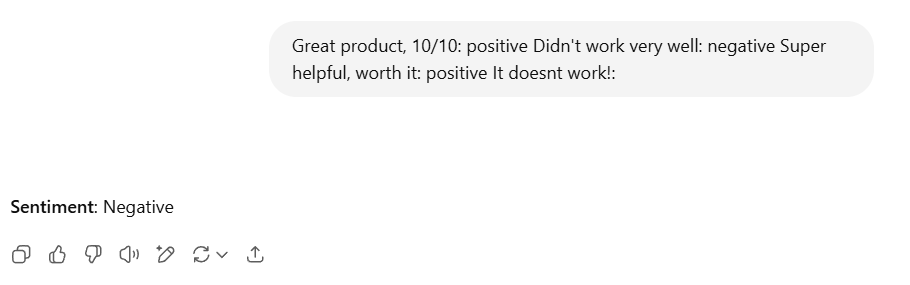 Great product, 10/10: positive Didn't work very well: negative Super
helpful, worth it: positive It doesnt work!:
Sentiment: Negative